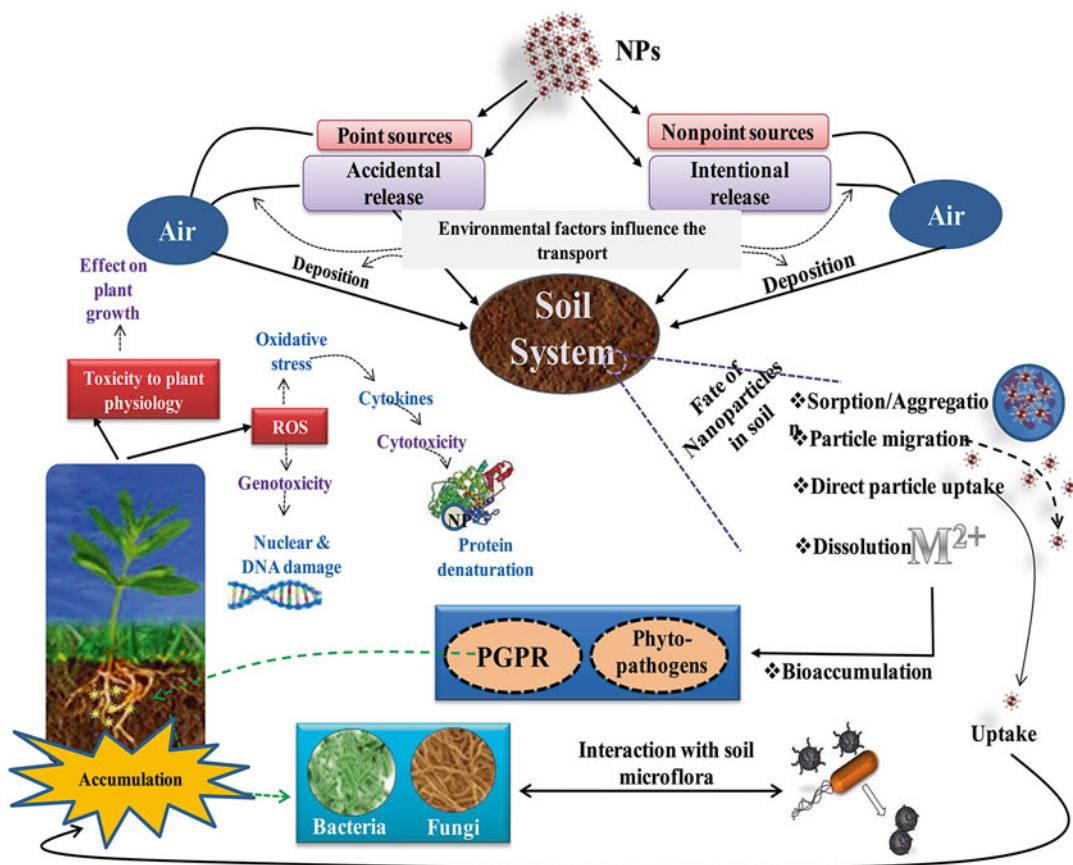 NPs
Point sources
Nonpoint sources
Accidental
release
Intentional
release
Air
Air
Environmental factors influence the
transport
Deposition
Deposition
Soil
System
Effect on
plant
growth
Toxicity to plant
physiology
Oxidative
stress
ROS
Cytokines
Cytotoxicity
Genotoxicity
NP
Protein
denaturation
Nuclear &
DNA damage
Fate of
Nanoparticles
in soil
❖Sorption/Aggregatio
n
❖Particle migration
❖Direct particle uptake
❖Dissolution
M²⁺
PGPR
Phyto-
pathogens
❖Bioaccumulation
Uptake
Accumulation
Bacteria
Fungi
Interaction with soil
microflora